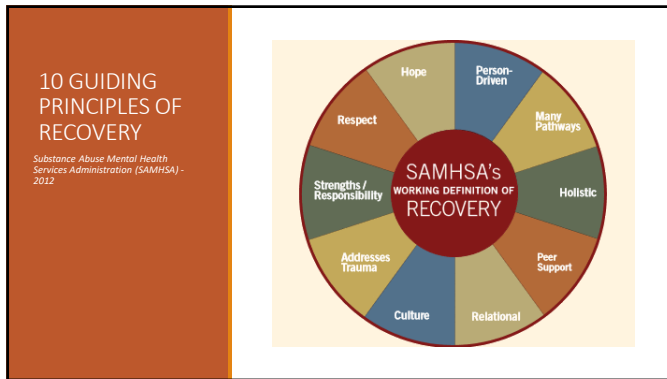 10 GUIDING
PRINCIPLES OF
RECOVERY
Substance Abuse Mental Health
Services Administration (SAMHSA) -
2012
Hope
Person-
Driven
Many
Pathways
Holistic
Peer
Support
Relational
Culture
Addresses
Trauma
Strengths /
Responsibility
Respect
SAMHSA's
WORKING DEFINITION OF
RECOVERY